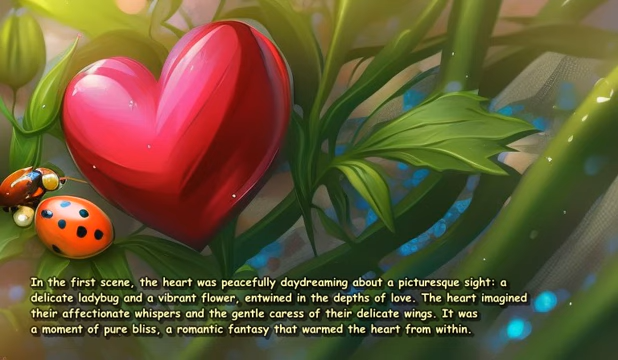 In the first scene, the heart was peacefully daydreaming about a picturesque sight: a
delicate ladybug and a vibrant flower, entwined in the depths of love. The heart imagined
their affectionate whispers and the gentle caress of their delicate wings. It was
a moment of pure bliss, a romantic fantasy that warmed the heart from within.